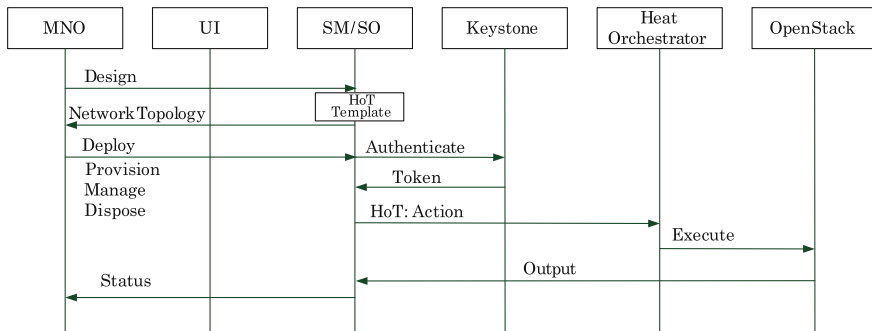 MNO
UI
SM/SO
Keystone
Heat
Orchestrator
OpenStack
Design
HoT
Template
Network Topology
Deploy
Authenticate
Provision
Manage
Dispose
Token
HoT: Action
Execute
Output
Status